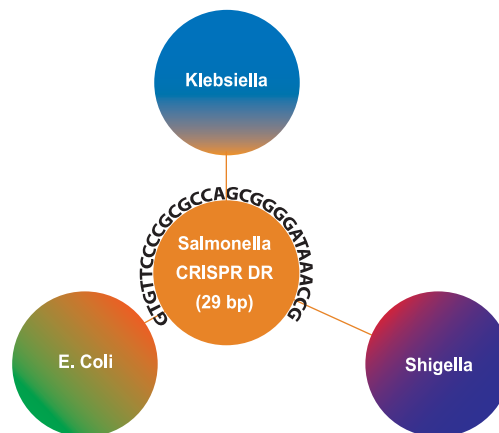 Klebsiella
GTGTTCCCCGCGCCAGCGGGGATAAACCG
Salmonella
CRISPR DR
(29 bp)
E. Coli
Shigella